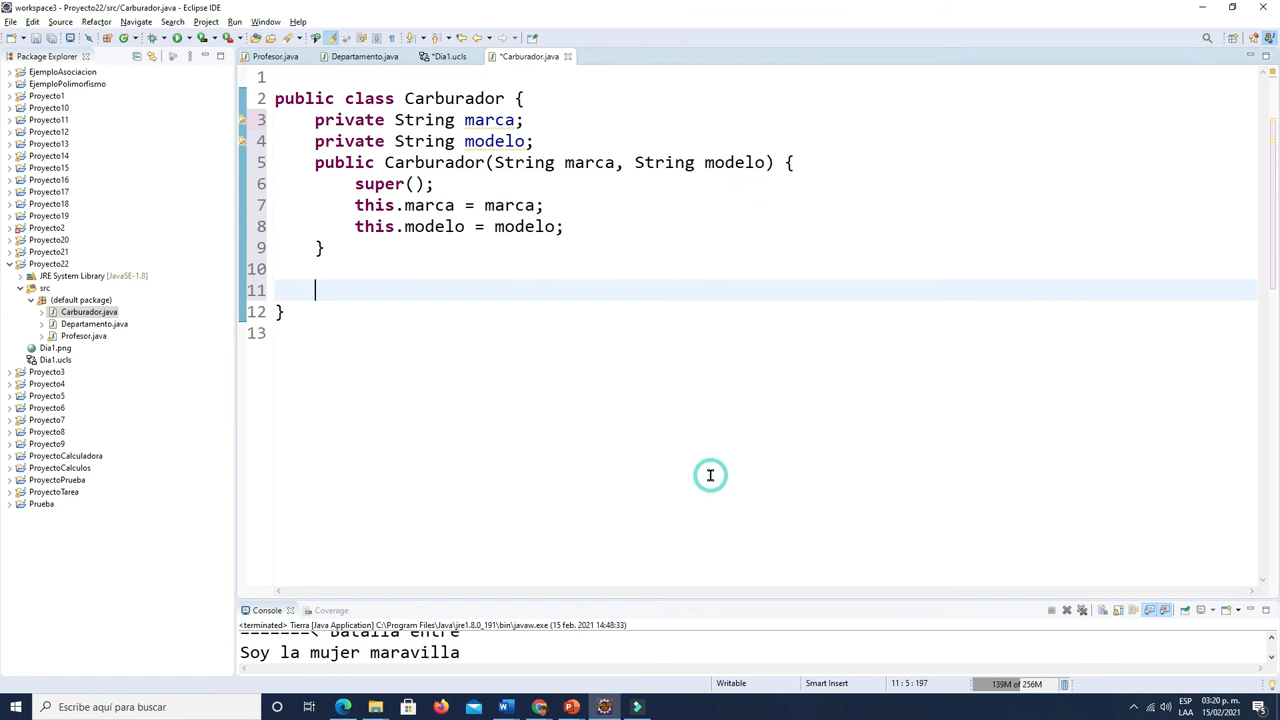 workspace3 - Proyecto22/src/Carburador.java - Eclipse IDE
File Edit Source Refactor Navigate Search Project Run Window Help
Package Explorer
Profesor.java Departamento.java *Dia1.ucls *Carburador.java
EjemploAsociacion
EjemploPolimorfismo
Proyecto1
Proyecto10
Proyecto11
Proyecto12
Proyecto13
Proyecto14
Proyecto15
Proyecto16
Proyecto17
Proyecto18
Proyecto19
Proyecto2
Proyecto20
Proyecto21
Proyecto22
JRE System Library [JavaSE-1.8]
src
(default package)
Carburador.java
Departamento.java
Profesor.java
Dia1.png
Dia1.ucls
Proyecto3
Proyecto4
Proyecto5
Proyecto6
Proyecto7
Proyecto8
Proyecto9
ProyectoCalculadora
ProyectoCalculos
ProyectoPrueba
ProyectoTarea
Prueba
1
2 public class Carburador {
3 private String marca;
4 private String modelo;
5 public Carburador(String marca, String modelo) {
6 super();
7 this.marca = marca;
8 this.modelo = modelo;
9 }
10
11
12 }
13
Console Coverage
<terminated> Tierra [Java Application] C:\Program Files\Java\jre1.8.0_191\bin\javaw.exe (15 feb. 2021 14:48:33)
=======< Batalla entre
Soy la mujer maravilla
Writable Smart Insert 11 : 5 : 197 139M of 256M
Escribe aquí para buscar
ESP 03:20 p. m.
LAA 15/02/2021
5